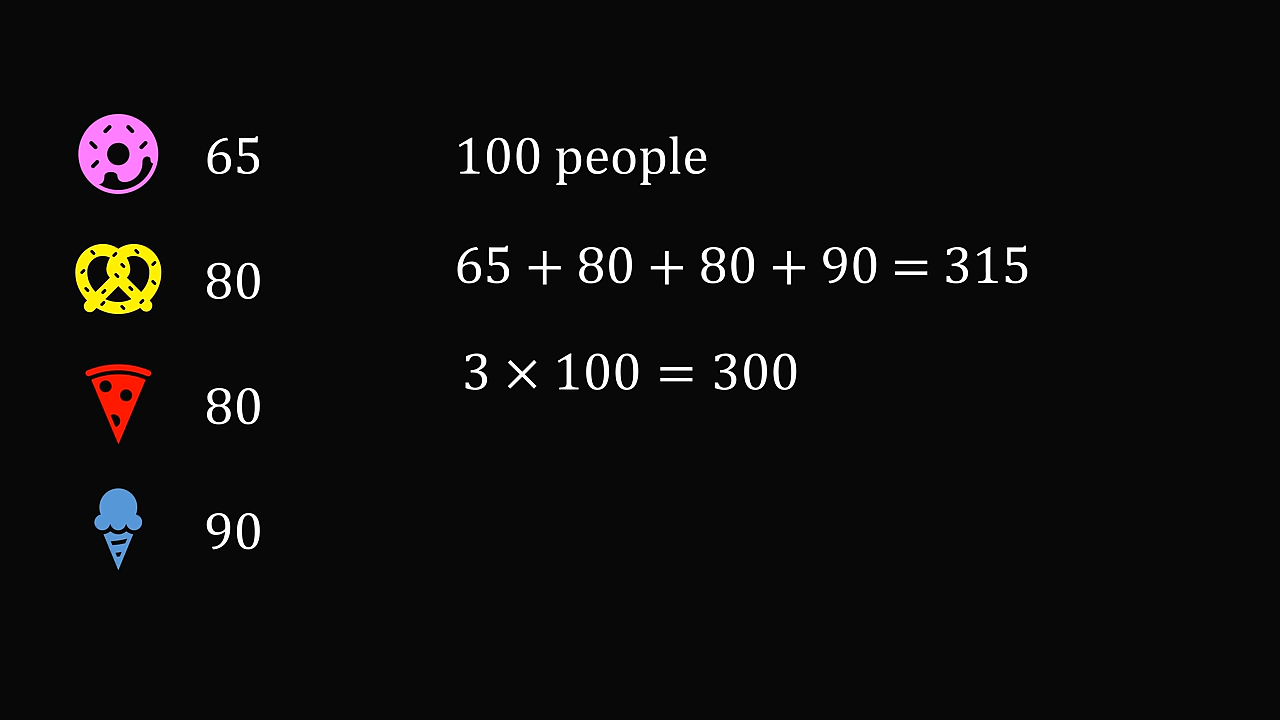 65
100 people
80
65 + 80 + 80 + 90 = 315
80
3 × 100 = 300
90